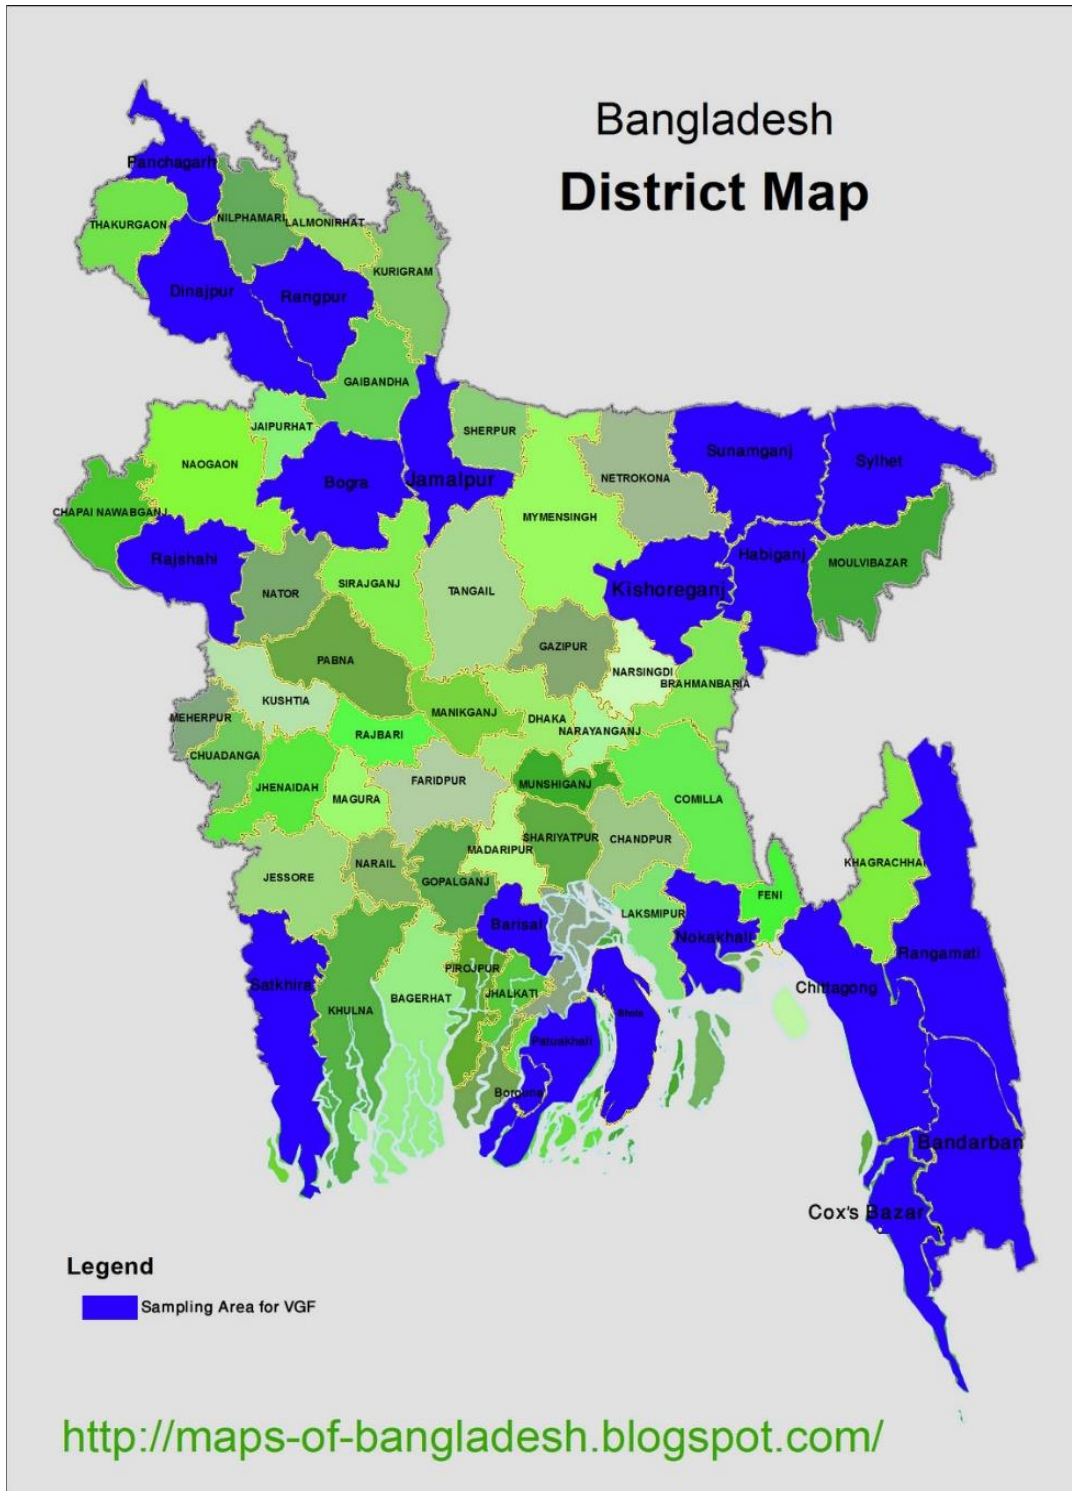 Bangladesh
District Map
Panchagarh
THAKURGAON
NILPHAMARI
LALMONIRHAT
KURIGRAM
Dinajpur
Rangpur
GAIBANDHA
JAIPURHAT
SHERPUR
NAOGAON
Bogra
Jamalpur
NETROKONA
Sunamganj
Sylhet
CHAPAI NAWABGANJ
MYMENSINGH
Rajshahi
Habiganj
MOULVIBAZAR
NATOR
SIRAJGANJ
TANGAIL
Kishoreganj
GAZIPUR
PABNA
NARSINGDI
BRAHMANBARIA
KUSHTIA
MEHERPUR
MANIKGANJ
DHAKA
NARAYANGANJ
RAJBARI
CHUADANGA
JHENAIDAH
MAGURA
FARIDPUR
MUNSHIGANJ
COMILLA
SHARIYATPUR
CHANDPUR
MADARIPUR
NARAIL
JESSORE
GOPALGANJ
KHAGRACHHAI
FENI
LAKSMIPUR
Barisal
Nokakhali
Rangamati
PIROJPUR
Satkhira
JHALKATI
BAGERHAT
KHULNA
Chittagong
Bhola
Patuakhali
Borguna
Bandarban
Cox's Bazar
Legend
Sampling Area for VGF
http://maps-of-bangladesh.blogspot.com/